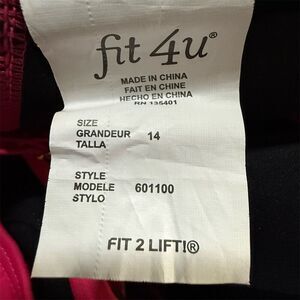 fit 4u®
MADE IN CHINA
FAIT EN CHINE
HECHO EN CHINA
RN 135401
SIZE
GRANDEUR 14
TALLA
STYLE
MODELE 601100
STYLO
FIT 2 LIFT!®